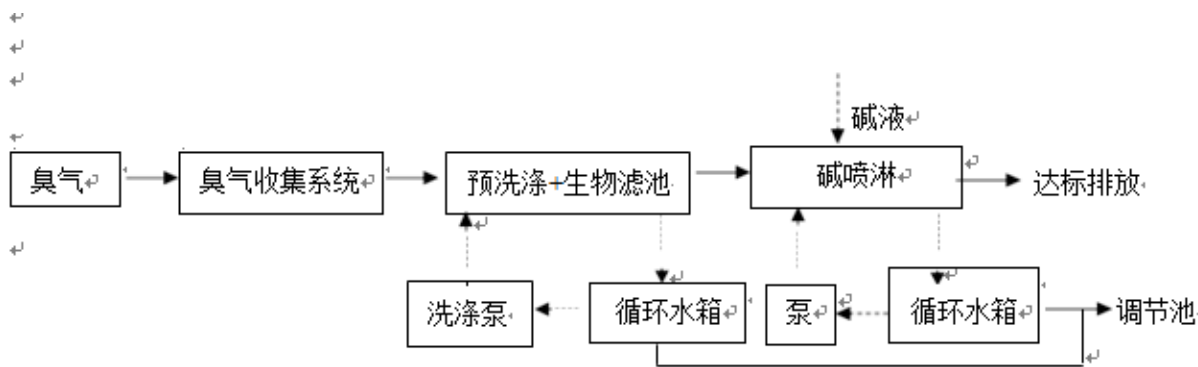 碱液
臭气
臭气收集系统
预洗涤+生物滤池
碱喷淋
达标排放
洗涤泵
循环水箱
泵
循环水箱
调节池